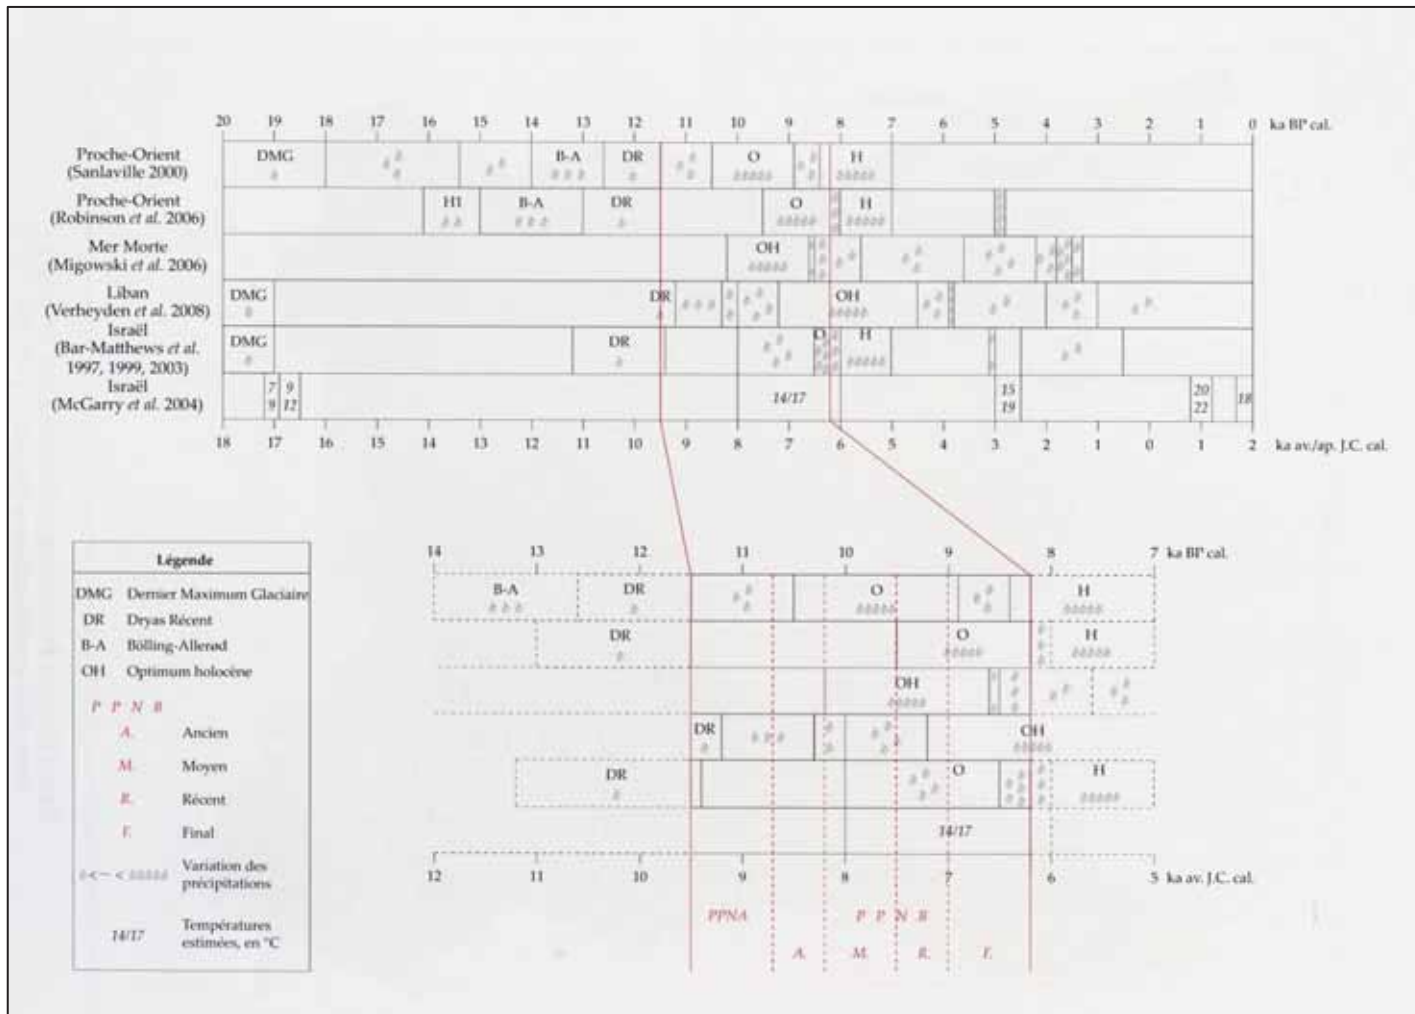 20 19 18 17 16 15 14 13 12 11 10 9 8 7 6 5 4 3 2 1 0 ka BP cal.
Proche-Orient
(Sanlaville 2000)
DMG B-A DR O H
Proche-Orient
(Robinson et al. 2006)
H1 B-A DR O H
Mer Morte
(Migowski et al. 2006)
OH
Liban
(Verheyden et al. 2008)
DMG DR OH
Israël
(Bar-Matthews et al.
1997, 1999, 2003)
DMG DR O H
Israël
(McGarry et al. 2004)
7 9 14/17 15 20 18
9 12 19 22
18 17 16 15 14 13 12 11 10 9 8 7 6 5 4 3 2 1 0 1 2 ka av./ap. J.C. cal.
14 13 12 11 10 9 8 7 ka BP cal.
B-A DR O H
DR O H
OH
DR OH
DR O H
14/17
12 11 10 9 8 7 6 5 ka av. J.C. cal.
PPNA P P N B
A. M. R. F.
Légende
DMG Dernier Maximum Glaciaire
DR Dryas Récent
B-A Bölling-Allerød
OH Optimum holocène
P P N B
A. Ancien
M. Moyen
R. Récent
F. Final
Variation des
précipitations
14/17 Températures
estimées, en °C